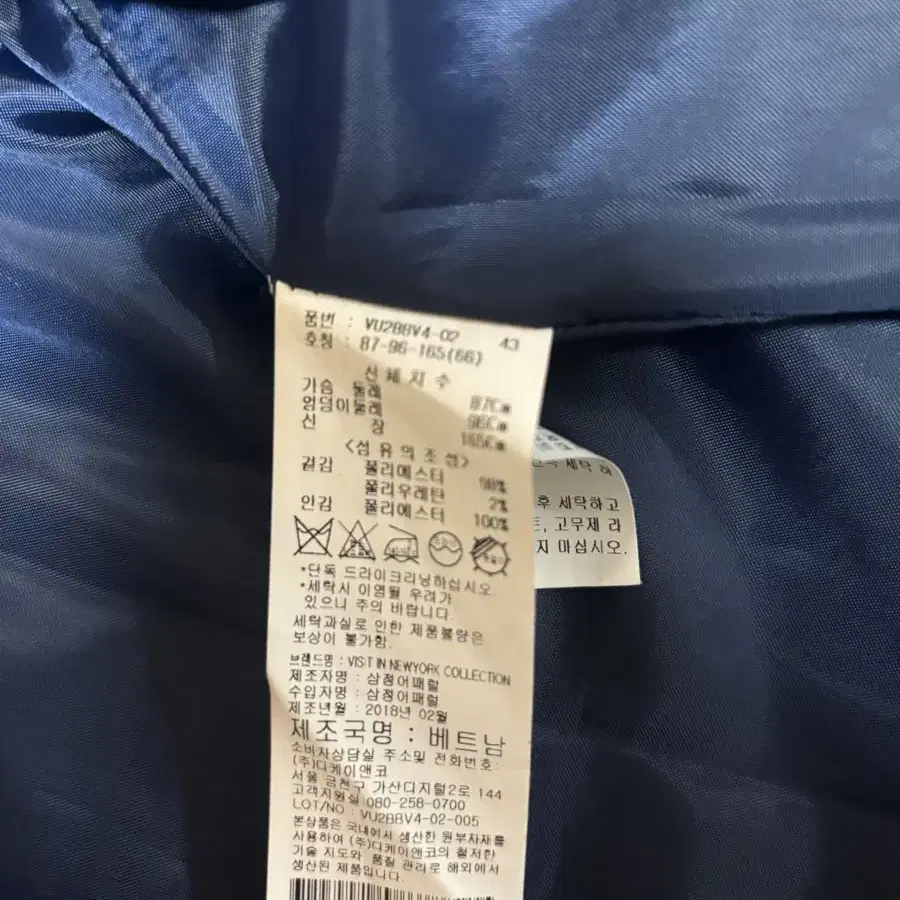 품번 : VU2BBV4-02 43
호칭 : 87-96-165(66)
신체치수
가슴 둘레 87Cm
엉덩이둘레 96Cm
신 장 165Cm
<섬유의조성>
겉감 폴리에스터 98%
폴리우레탄 2%
안감 폴리에스터 100%
*단독 드라이크리닝하십시오
*세탁시 이염될 우려가
있으니 주의 바랍니다.
세탁과실로 인한 제품불량은
보상이 불가함.
브랜드명 : VISIT IN NEWYORK COLLECTION
제조자명 : 삼정어패럴
수입자명 : 삼정어패럴
제조년월 : 2018년 02월
제조국명 : 베트남
소비자상담실 주소및 전화번호:
(주)디케이앤코
서울 금천구 가산디지털2로 144
고객지원실 080-258-0700
LOT/NO : VU2BBV4-02-005
본상품은 국내에서 생산한 원부자재를
사용하여 (주)디케이앤코의 철저한
기술 지도와 품질 관리로 해외에서
생산된 제품입니다.
세탁 하
후 세탁하고
, 고무제 라
지 마십시오.